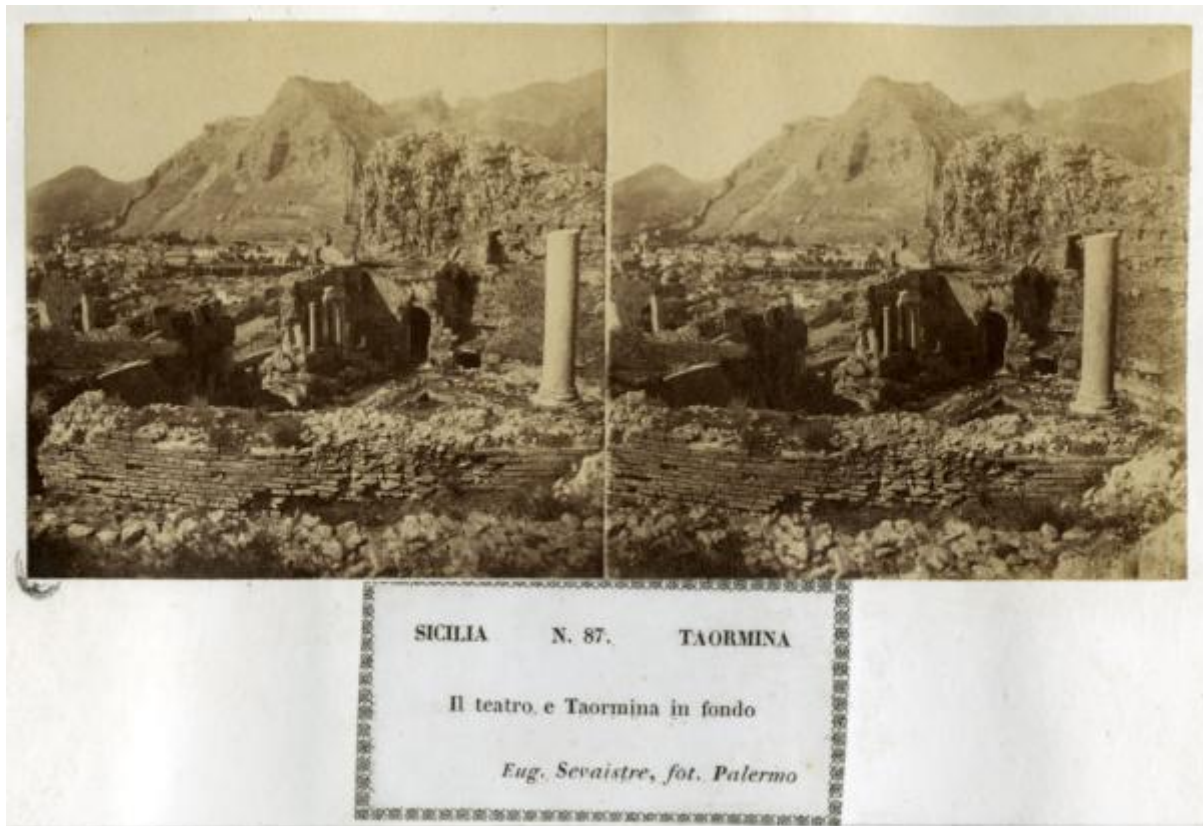 SICILIA N. 87. TAORMINA
Il teatro e Taormina in fondo
Eug. Sevaistre, fot. Palermo